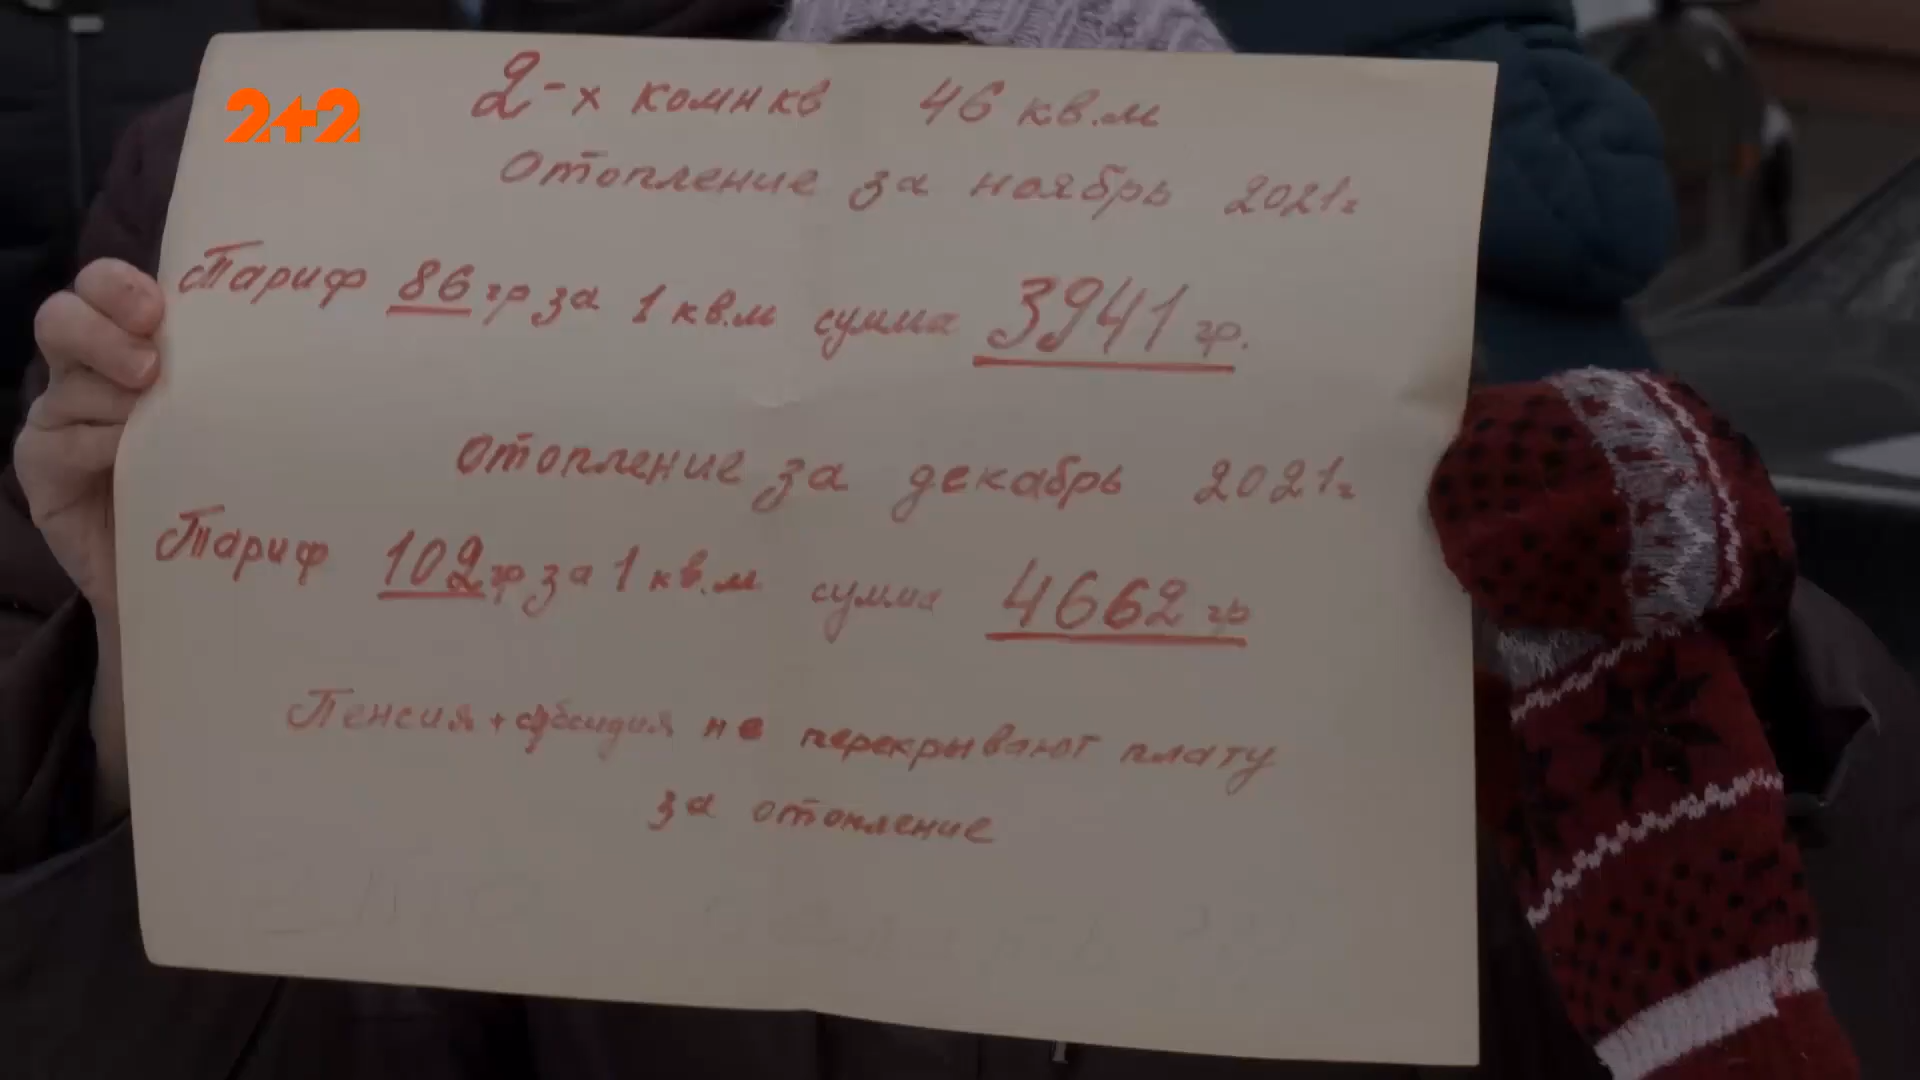 2+2
2-х комн кв 46 кв.м
Отопление за ноябрь 2021г
Тариф 86 гр за 1 кв.м сумма 3941 гр.
Отопление за декабрь 2021г
Тариф 102 гр за 1 кв.м сумма 4662 гр
Пенсия + субсидия не перекрывают плату
за отопление